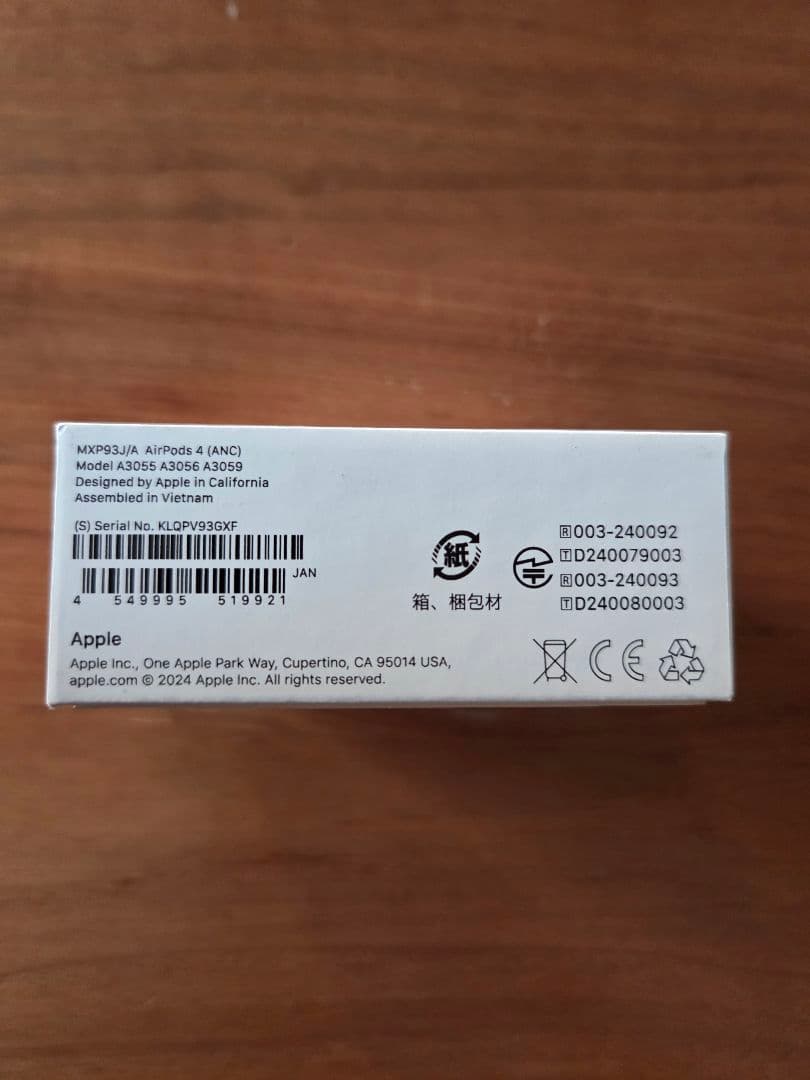 MXP93J/A AirPods 4 (ANC)
Model A3055 A3056 A3059
Designed by Apple in California
Assembled in Vietnam
(S) Serial No. KLQPV93GXF
JAN
4 549995 519921
紙
箱、梱包材
R003-240092
TD240079003
R003-240093
TD240080003
Apple
Apple Inc., One Apple Park Way, Cupertino, CA 95014 USA,
apple.com © 2024 Apple Inc. All rights reserved.
CE